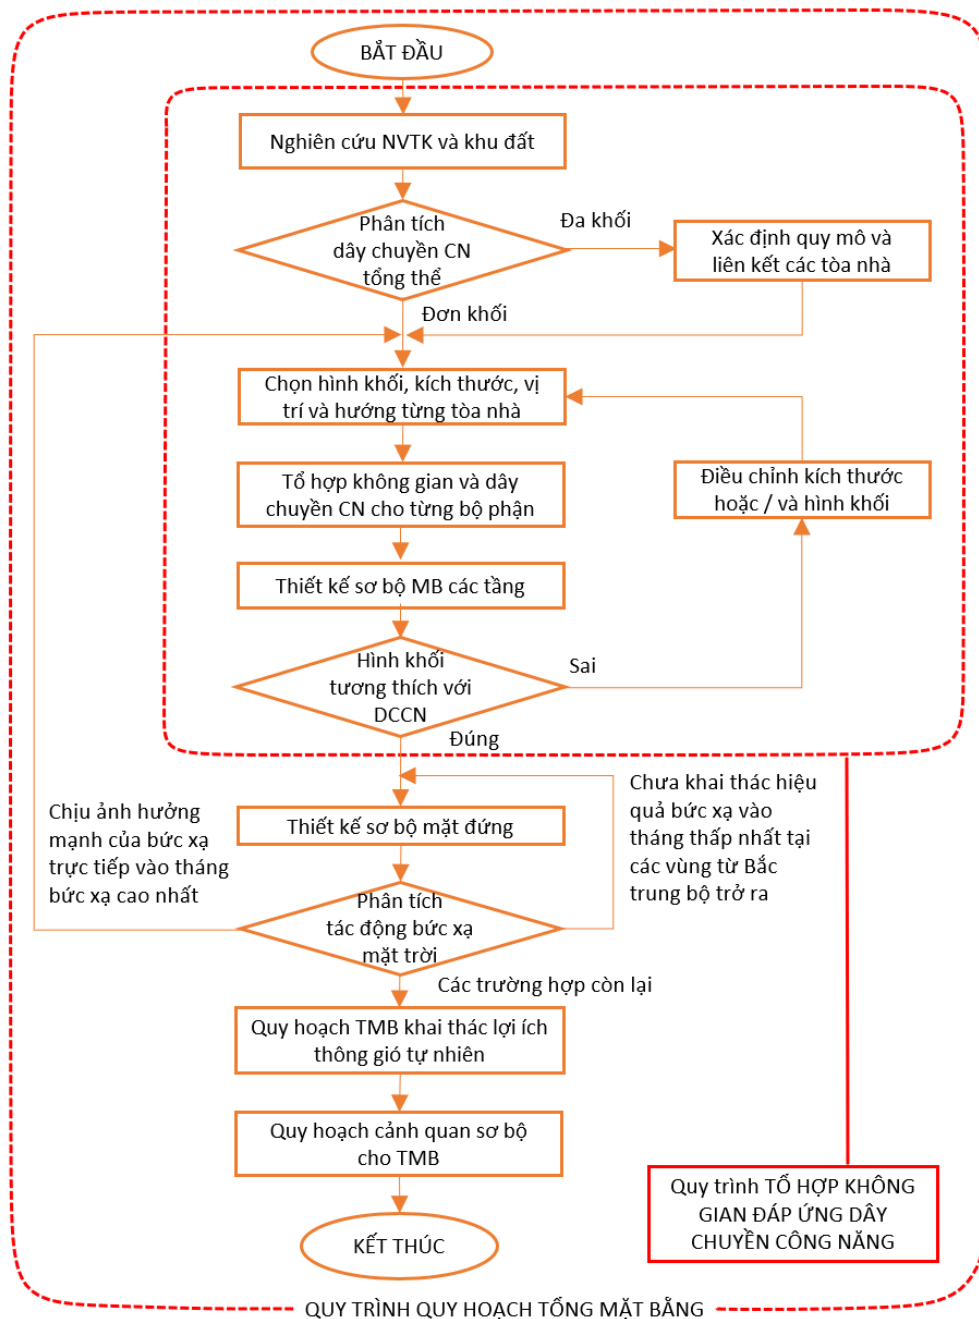 BẮT ĐẦU
Nghiên cứu NVTK và khu đất
Phân tích
dây chuyền CN
tổng thể
Đa khối
Xác định quy mô và
liên kết các tòa nhà
Đơn khối
Chọn hình khối, kích thước, vị
trí và hướng từng tòa nhà
Tổ hợp không gian và dây
chuyền CN cho từng bộ phận
Điều chỉnh kích thước
hoặc / và hình khối
Thiết kế sơ bộ MB các tầng
Hình khối
tương thích với
DCCN
Sai
Đúng
Chịu ảnh hưởng
mạnh của bức xạ
trực tiếp vào tháng
bức xạ cao nhất
Thiết kế sơ bộ mặt đứng
Chưa khai thác hiệu
quả bức xạ vào
tháng thấp nhất tại
các vùng từ Bắc
trung bộ trở ra
Phân tích
tác động bức xạ
mặt trời
Các trường hợp còn lại
Quy hoạch TMB khai thác lợi ích
thông gió tự nhiên
Quy hoạch cảnh quan sơ bộ
cho TMB
KẾT THÚC
Quy trình TỔ HỢP KHÔNG
GIAN ĐÁP ỨNG DÂY
CHUYỀN CÔNG NĂNG
QUY TRÌNH QUY HOẠCH TỔNG MẶT BẰNG